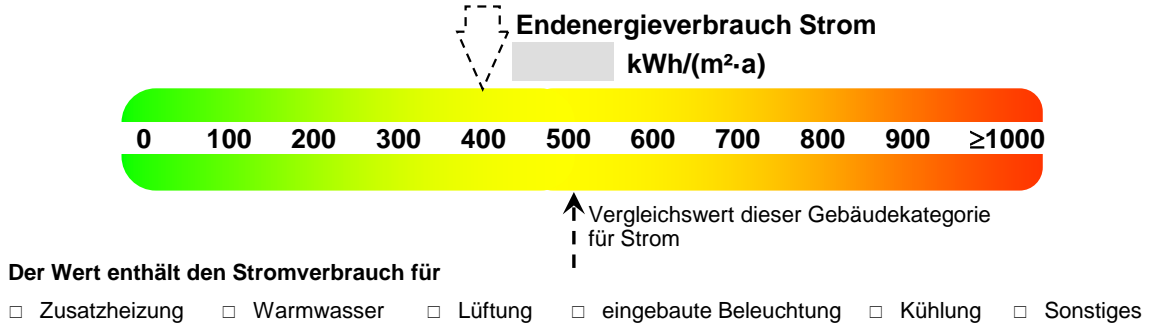 Endenergieverbrauch Strom
kWh/(m²·a)
0 100 200 300 400 500 600 700 800 900 ≥1000
Vergleichswert dieser Gebäudekategorie
für Strom
Der Wert enthält den Stromverbrauch für
□ Zusatzheizung □ Warmwasser □ Lüftung □ eingebaute Beleuchtung □ Kühlung □ Sonstiges